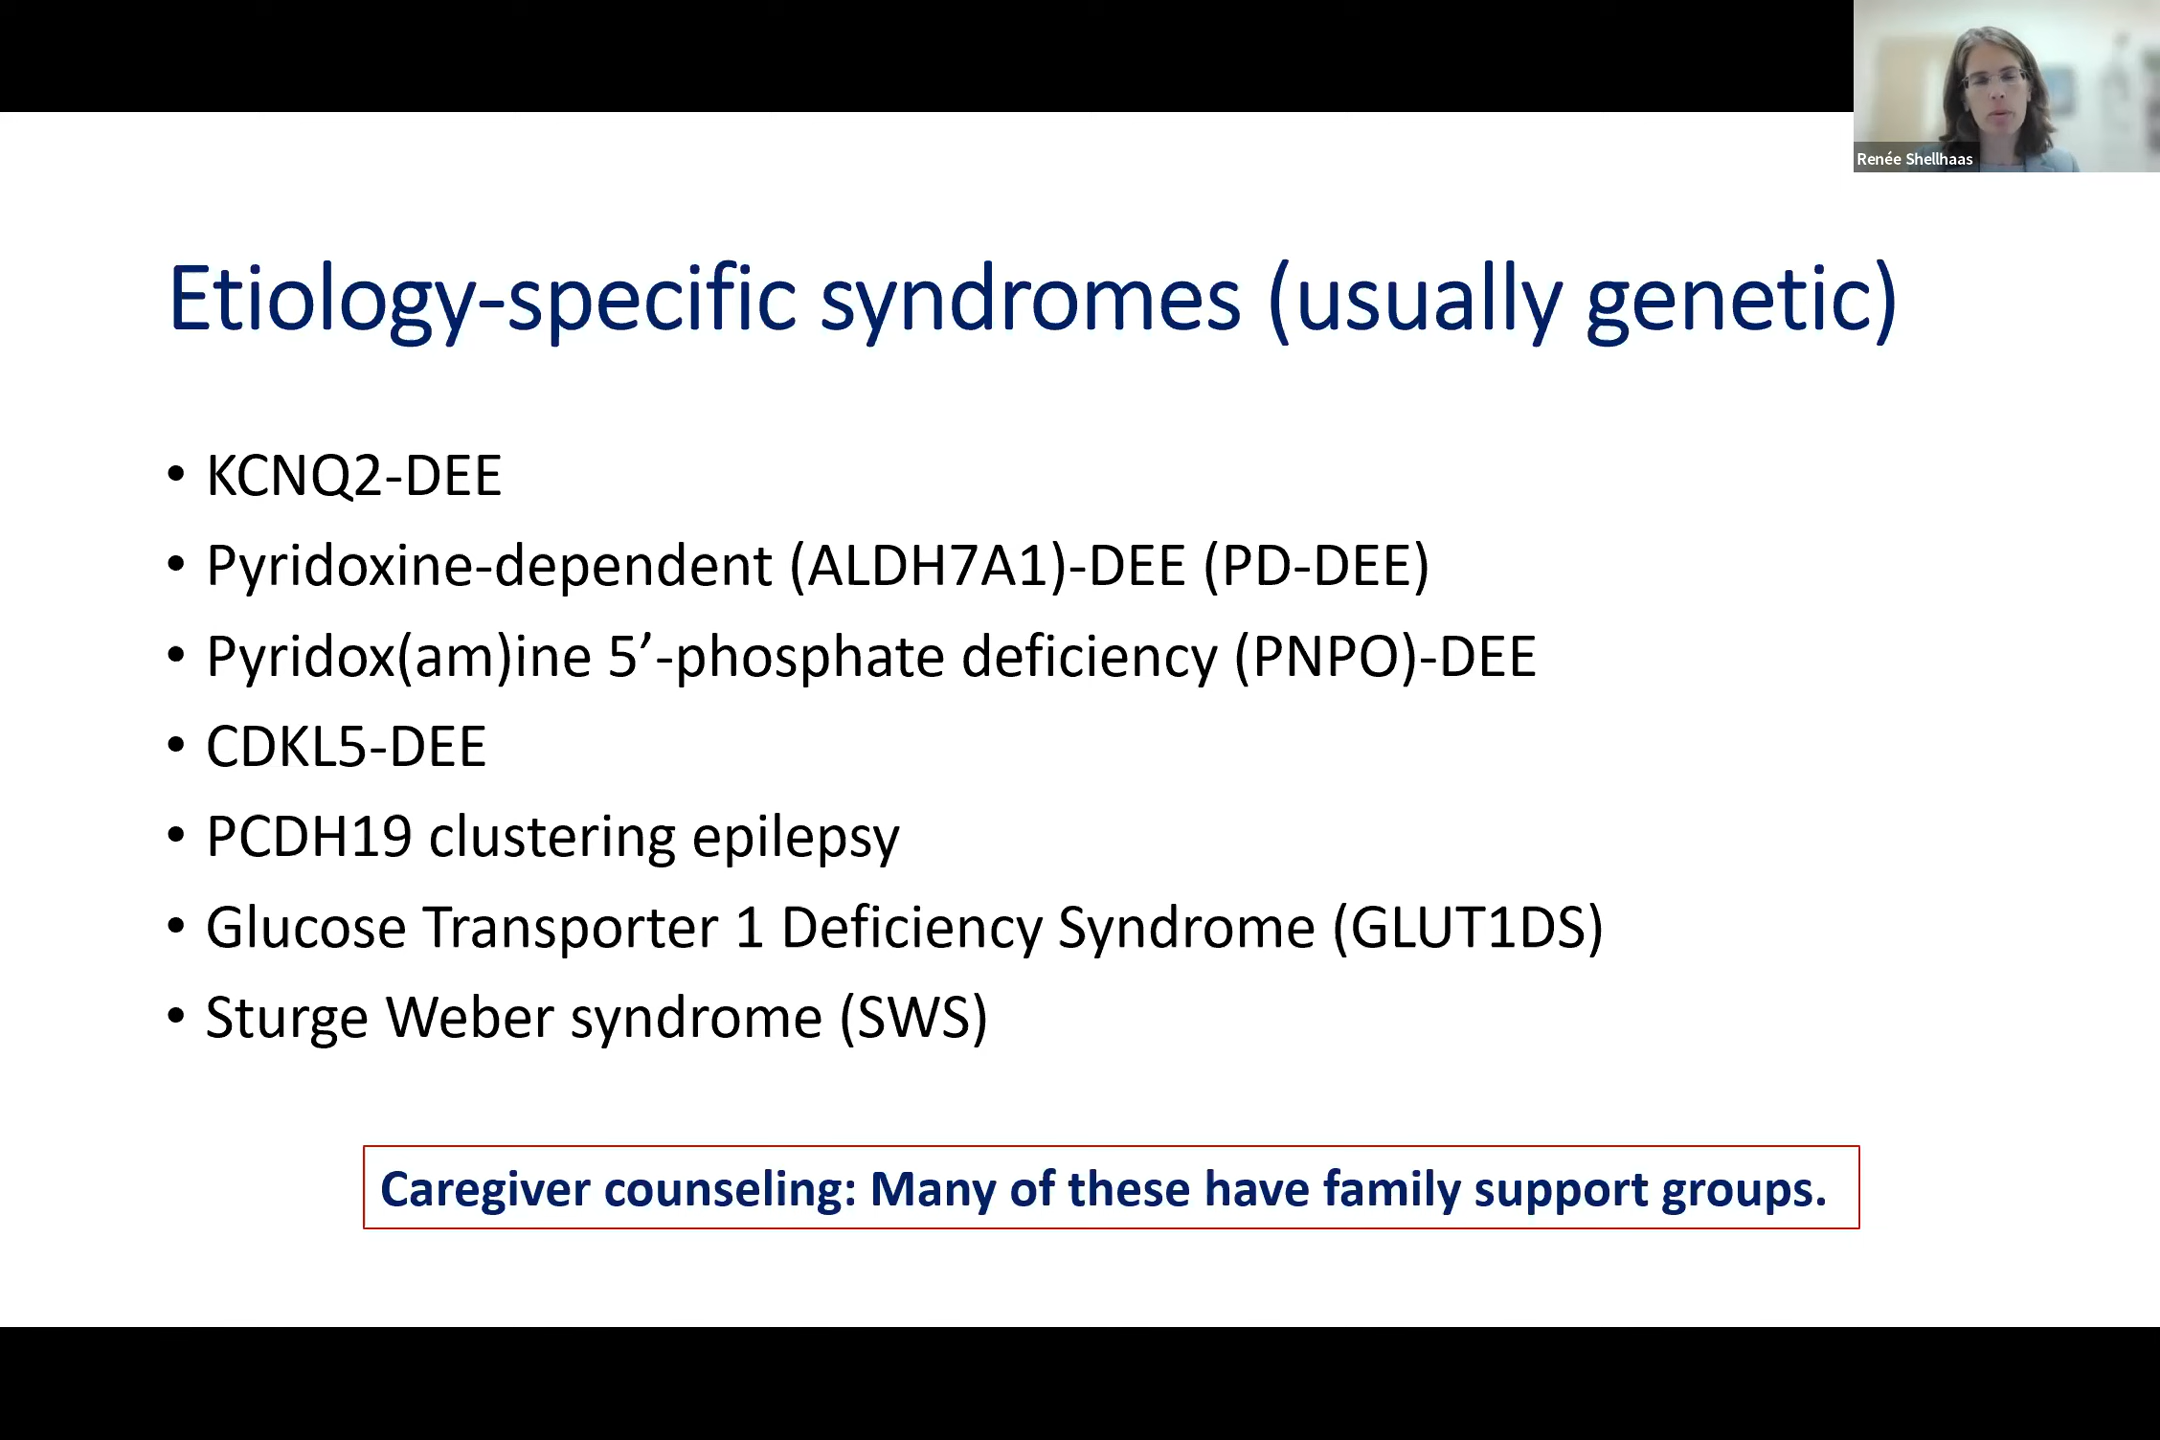 Renée Shellhaas
Etiology-specific syndromes (usually genetic)
• KCNQ2-DEE
• Pyridoxine-dependent (ALDH7A1)-DEE (PD-DEE)
• Pyridox(am)ine 5’-phosphate deficiency (PNPO)-DEE
• CDKL5-DEE
• PCDH19 clustering epilepsy
• Glucose Transporter 1 Deficiency Syndrome (GLUT1DS)
• Sturge Weber syndrome (SWS)
Caregiver counseling: Many of these have family support groups.